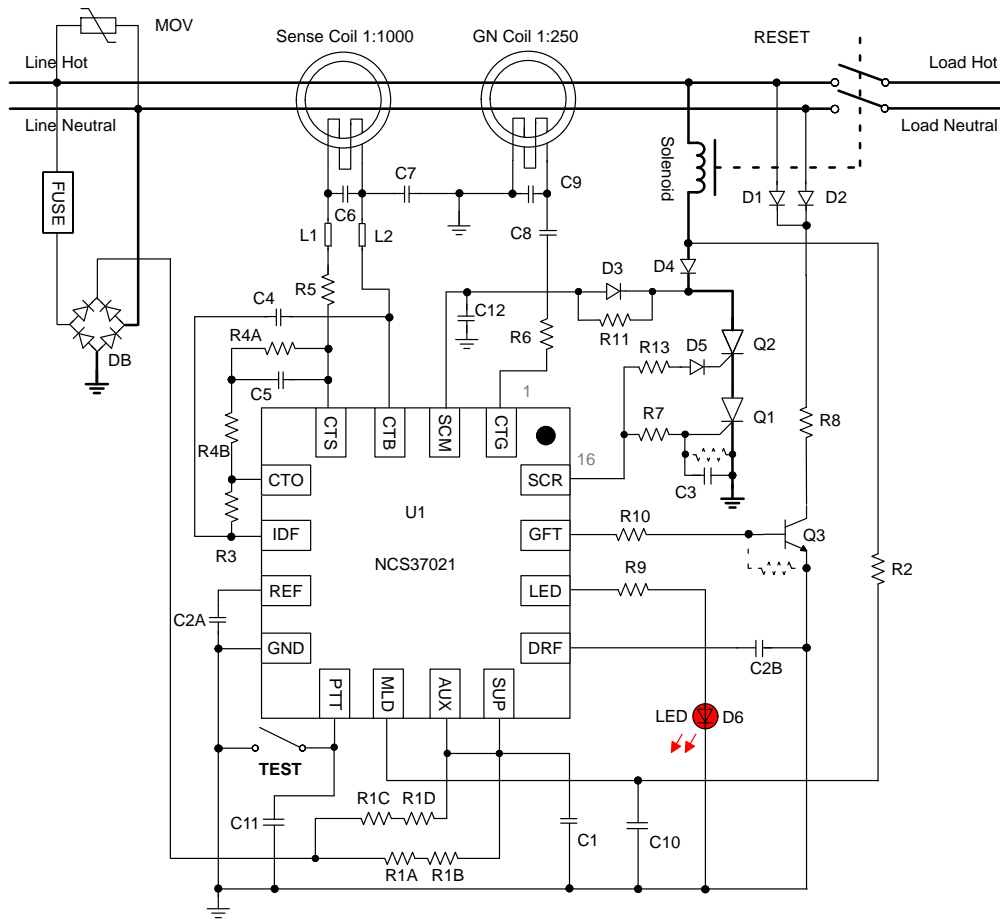 MOV
Sense Coil 1:1000
GN Coil 1:250
RESET
Line Hot
Load Hot
Line Neutral
Load Neutral
Solenoid
FUSE
C7
C9
C6
D1
D2
L1
L2
C8
D3
D4
R5
C4
C12
R11
R4A
R6
R13
D5
Q2
DB
C5
1
R7
Q1
R8
CTS
CTB
SCM
CTG
R4B
16
CTO
SCR
C3
U1
R10
Q3
IDF
GFT
R3
NCS37021
R9
R2
REF
LED
C2A
GND
DRF
C2B
PTT
MLD
AUX
SUP
LED
D6
TEST
R1C
R1D
C11
C1
C10
R1A
R1B